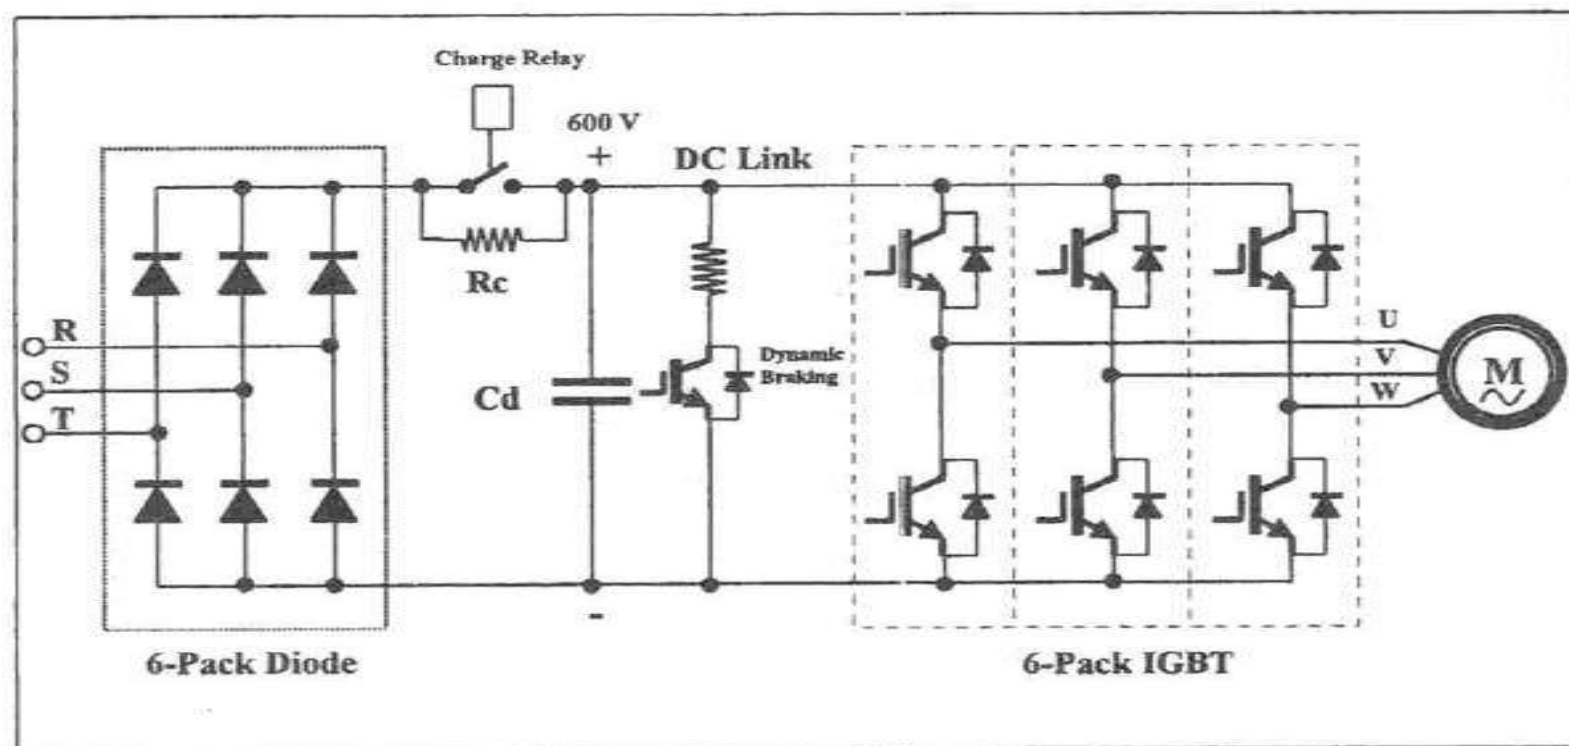 Charge Relay
600 V
+
DC Link
Rc
R
S
T
Cd
Dynamic
Braking
U
V
W
M
-
6-Pack Diode
6-Pack IGBT